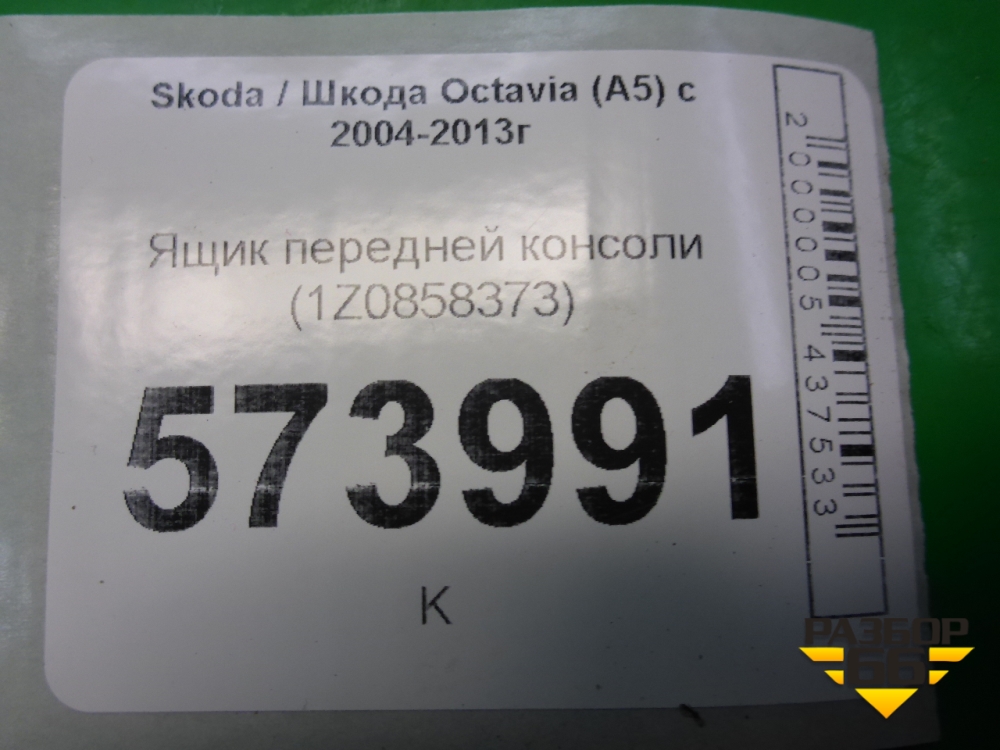 Skoda / Шкода Octavia (A5) с
2004-2013г
Ящик передней консоли
(1Z0858373)
573991
К
2000005437533
РАЗБОР
66